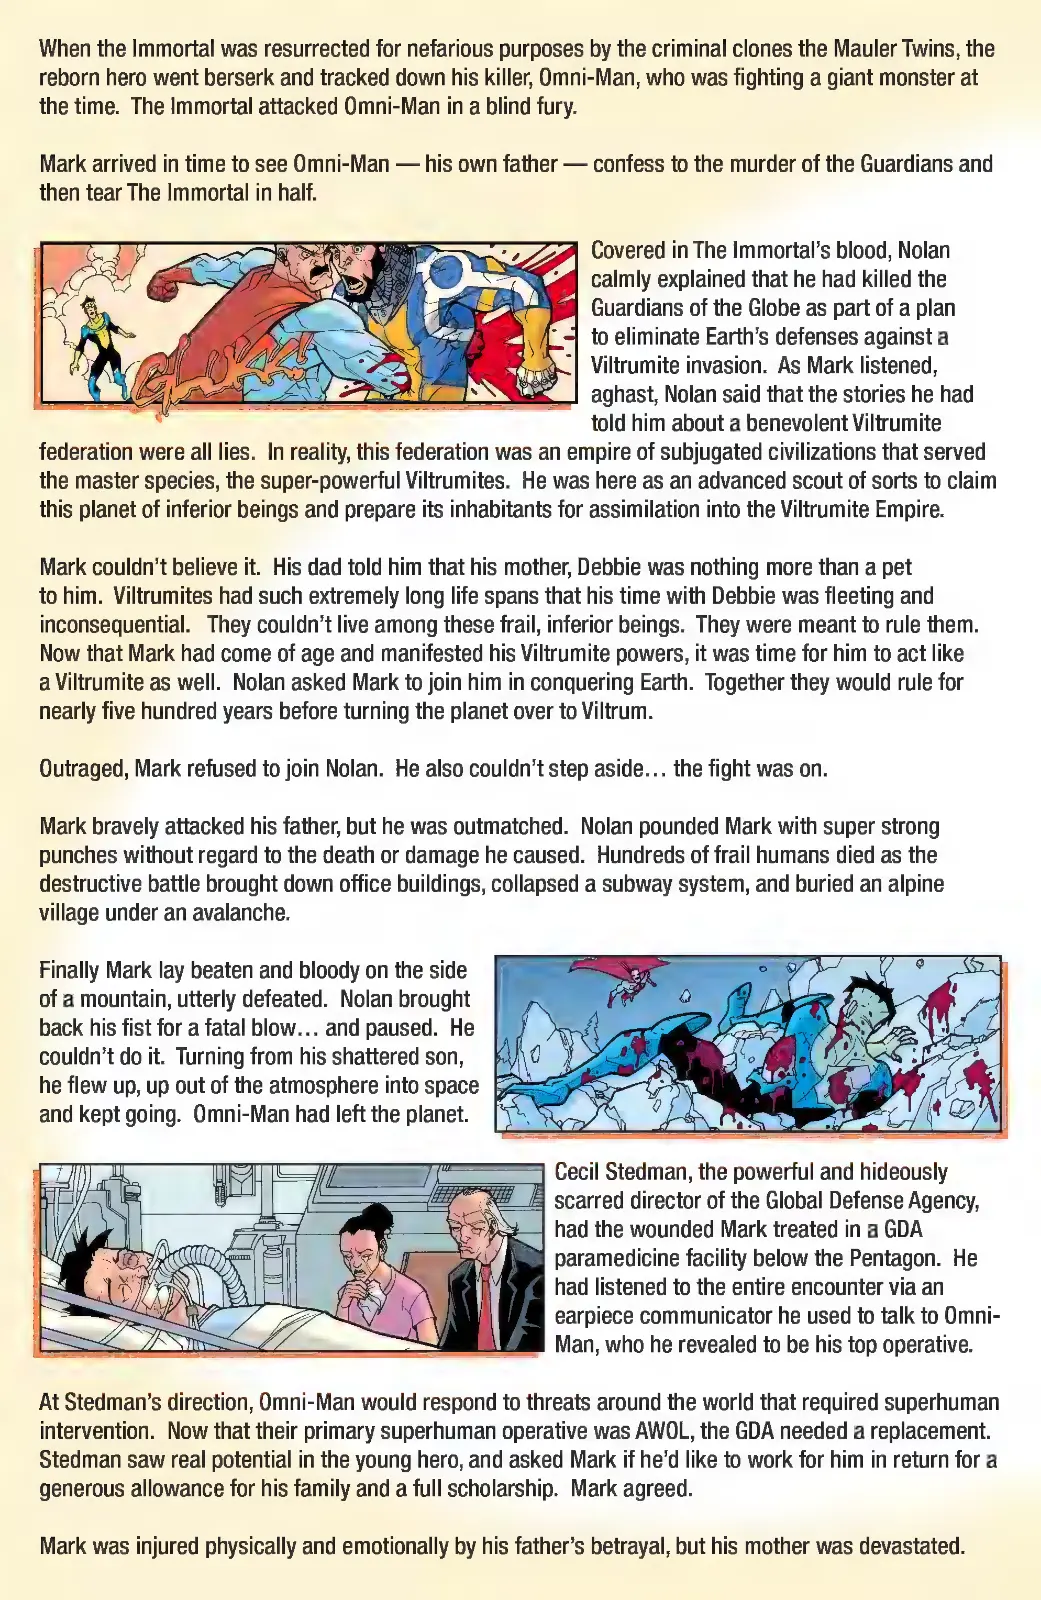 When the Immortal was resurrected for nefarious purposes by the criminal clones the Mauler Twins, the
reborn hero went berserk and tracked down his killer, Omni-Man, who was fighting a giant monster at
the time. The Immortal attacked Omni-Man in a blind fury.
Mark arrived in time to see Omni-Man — his own father — confess to the murder of the Guardians and
then tear The Immortal in half.
Covered in The Immortal's blood, Nolan
calmly explained that he had killed the
Guardians of the Globe as part of a plan
to eliminate Earth's defenses against a
Viltrumite invasion. As Mark listened,
aghast, Nolan said that the stories he had
told him about a benevolent Viltrumite
federation were all lies. In reality, this federation was an empire of subjugated civilizations that served
the master species, the super-powerful Viltrumites. He was here as an advanced scout of sorts to claim
this planet of inferior beings and prepare its inhabitants for assimilation into the Viltrumite Empire.
Mark couldn't believe it. His dad told him that his mother, Debbie was nothing more than a pet
to him. Viltrumites had such extremely long life spans that his time with Debbie was fleeting and
inconsequential. They couldn't live among these frail, inferior beings. They were meant to rule them.
Now that Mark had come of age and manifested his Viltrumite powers, it was time for him to act like
a Viltrumite as well. Nolan asked Mark to join him in conquering Earth. Together they would rule for
nearly five hundred years before turning the planet over to Viltrum.
Outraged, Mark refused to join Nolan. He also couldn't step aside... the fight was on.
Mark bravely attacked his father, but he was outmatched. Nolan pounded Mark with super strong
punches without regard to the death or damage he caused. Hundreds of frail humans died as the
destructive battle brought down office buildings, collapsed a subway system, and buried an alpine
village under an avalanche.
Finally Mark lay beaten and bloody on the side
of a mountain, utterly defeated. Nolan brought
back his fist for a fatal blow... and paused. He
couldn't do it. Turning from his shattered son,
he flew up, up out of the atmosphere into space
and kept going. Omni-Man had left the planet.
Cecil Stedman, the powerful and hideously
scarred director of the Global Defense Agency,
had the wounded Mark treated in a GDA
paramedicine facility below the Pentagon. He
had listened to the entire encounter via an
earpiece communicator he used to talk to Omni-
Man, who he revealed to be his top operative.
At Stedman's direction, Omni-Man would respond to threats around the world that required superhuman
intervention. Now that their primary superhuman operative was AWOL, the GDA needed a replacement.
Stedman saw real potential in the young hero, and asked Mark if he'd like to work for him in return for a
generous allowance for his family and a full scholarship. Mark agreed.
Mark was injured physically and emotionally by his father's betrayal, but his mother was devastated.